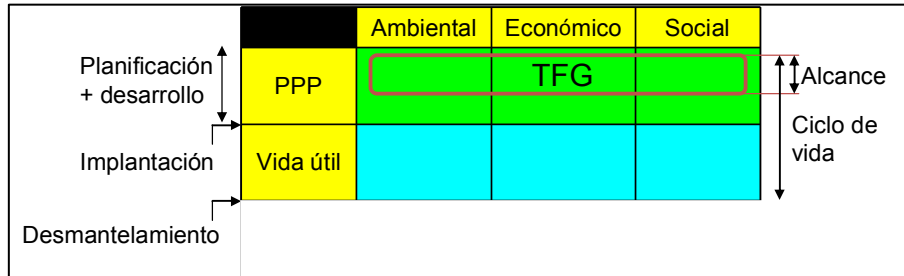 Ambiental Económico Social
Planificación
+ desarrollo
PPP
TFG
Alcance
Ciclo de
vida
Implantación
Vida útil
Desmantelamiento